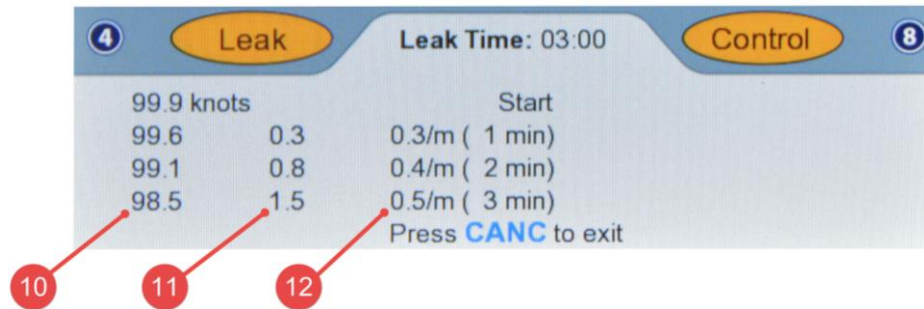 4 Leak Leak Time: 03:00 Control 8
99.9 knots Start
99.6 0.3 0.3/m ( 1 min)
99.1 0.8 0.4/m ( 2 min)
98.5 1.5 0.5/m ( 3 min)
Press CANC to exit
10 11 12